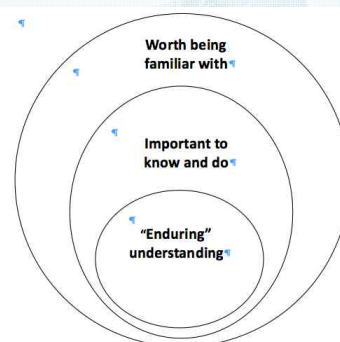 Worth being
familiar with
Important to
know and do
“Enduring”
understanding